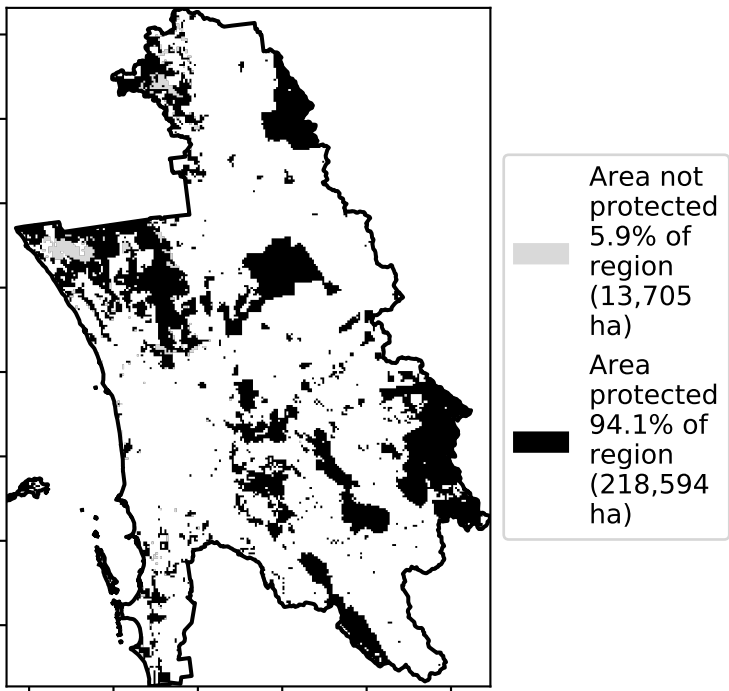 Area not
protected
5.9% of
region
(13,705
ha)
Area
protected
94.1% of
region
(218,594
ha)